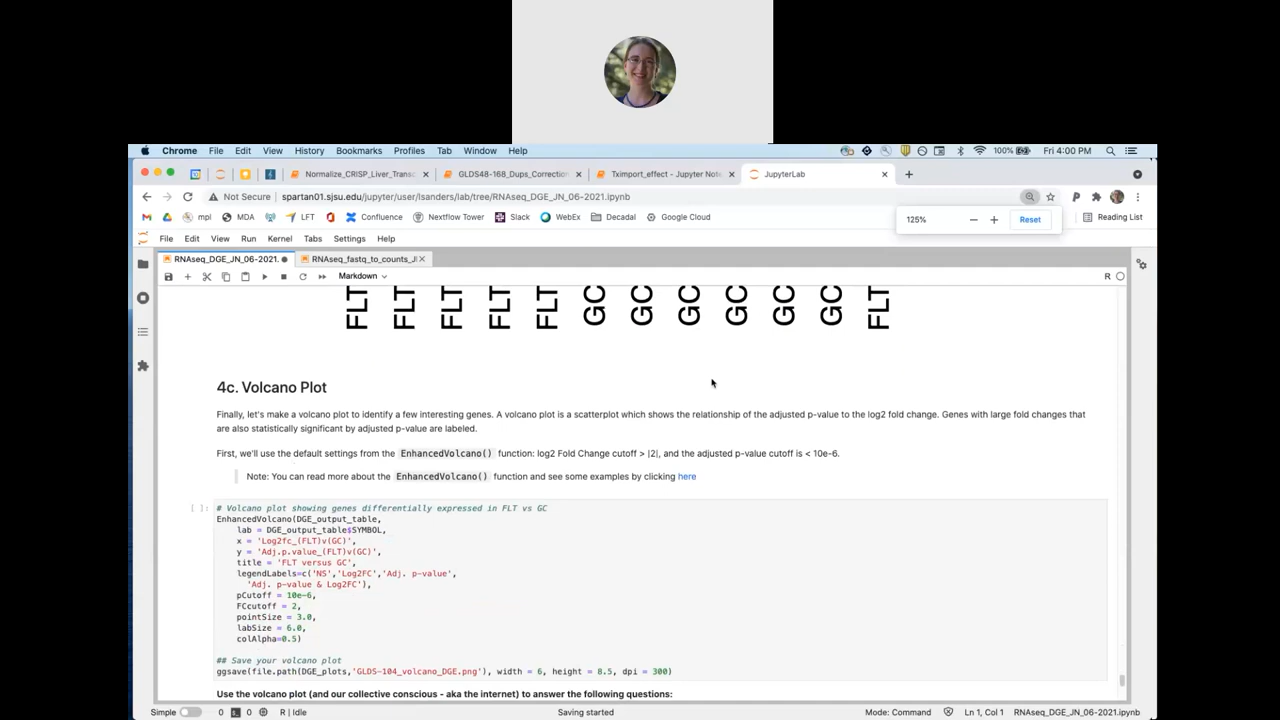 Chrome File Edit View History Bookmarks Profiles Tab Window Help 100% Fri 4:00 PM
Normalize_CRISP_Liver_Transc × GLDS48-168_Dups_Correction × Tximport_effect - Jupyter Not × JupyterLab × +
Not Secure spartan01.sjsu.edu/jupyter/user/lsanders/lab/tree/RNAseq_DGE_JN_06-2021.ipynb
mpl MDA LFT Confluence Nextflow Tower Slack WebEx Decadal Google Cloud Reading List
125% − + Reset
File Edit View Run Kernel Tabs Settings Help
RNAseq_DGE_JN_06-2021. RNAseq_fastq_to_counts_J ×
Markdown R
FLT FLT FLT FLT FLT GC GC GC GC GC GC FLT
4c. Volcano Plot
Finally, let's make a volcano plot to identify a few interesting genes. A volcano plot is a scatterplot which shows the relationship of the adjusted p-value to the log2 fold change. Genes with large fold changes that
are also statistically significant by adjusted p-value are labeled.
First, we'll use the default settings from the EnhancedVolcano() function: log2 Fold Change cutoff > |2|, and the adjusted p-value cutoff is < 10e-6.
Note: You can read more about the EnhancedVolcano() function and see some examples by clicking here
[ ]: # Volcano plot showing genes differentially expressed in FLT vs GC
EnhancedVolcano(DGE_output_table,
lab = DGE_output_table$SYMBOL,
x = 'Log2fc_(FLT)v(GC)',
y = 'Adj.p.value_(FLT)v(GC)',
title = 'FLT versus GC',
legendLabels=c('NS','Log2FC','Adj. p-value',
'Adj. p-value & Log2FC'),
pCutoff = 10e-6,
FCcutoff = 2,
pointSize = 3.0,
labSize = 6.0,
colAlpha=0.5)
## Save your volcano plot
ggsave(file.path(DGE_plots,'GLDS-104_volcano_DGE.png'), width = 6, height = 8.5, dpi = 300)
Use the volcano plot (and our collective conscious - aka the internet) to answer the following questions:
Simple 0 0 R | Idle Saving started Mode: Command Ln 1, Col 1 RNAseq_DGE_JN_06-2021.ipynb